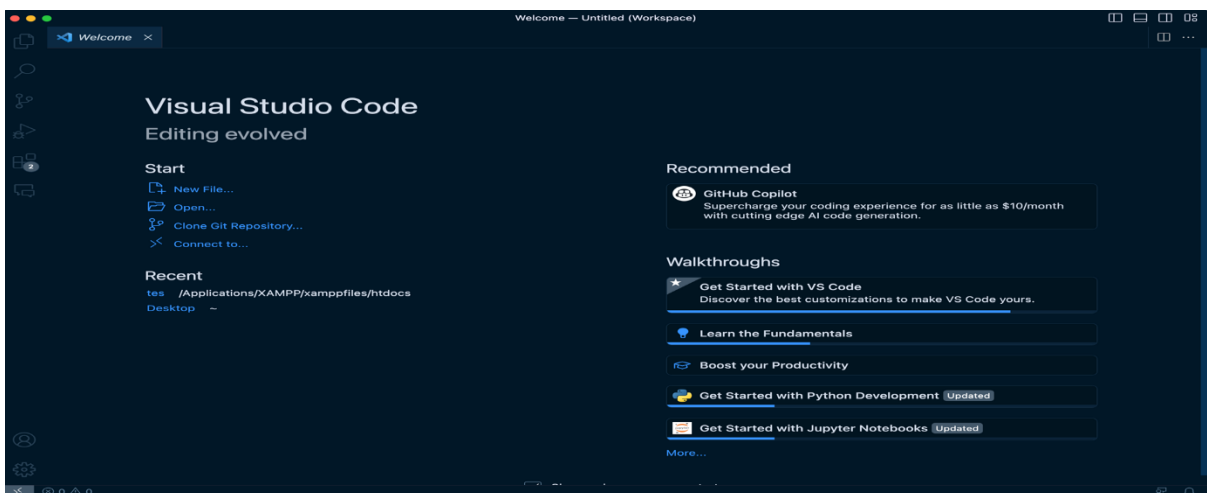 Welcome — Untitled (Workspace)
Welcome
Visual Studio Code
Editing evolved
Start
New File...
Open...
Clone Git Repository...
Connect to...
Recent
tes /Applications/XAMPP/xamppfiles/htdocs
Desktop ~
2
Recommended
GitHub Copilot
Supercharge your coding experience for as little as $10/month
with cutting edge AI code generation.
Walkthroughs
Get Started with VS Code
Discover the best customizations to make VS Code yours.
Learn the Fundamentals
Boost your Productivity
Get Started with Python Development Updated
Get Started with Jupyter Notebooks Updated
More...
0 0